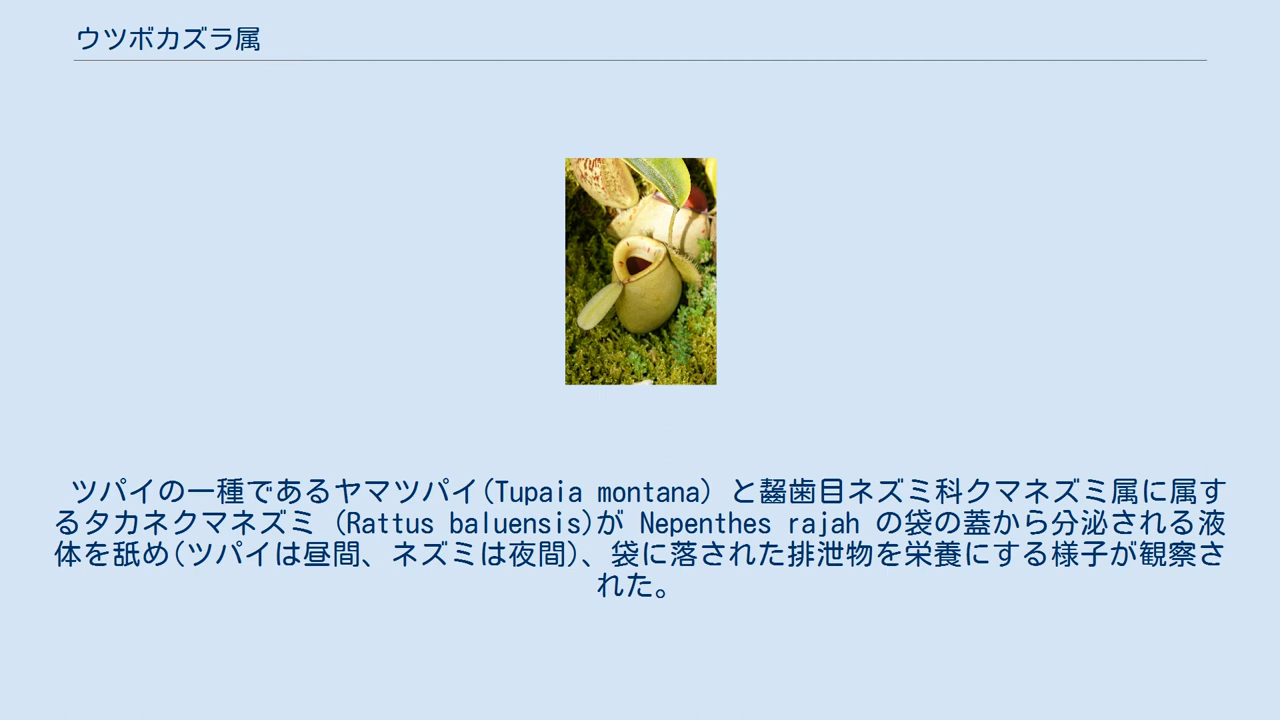 ウツボカズラ属
ツパイの一種であるヤマツパイ(Tupaia montana) と齧歯目ネズミ科クマネズミ属に属す
るタカネクマネズミ (Rattus baluensis)が Nepenthes rajah の袋の蓋から分泌される液
体を舐め(ツパイは昼間、ネズミは夜間)、袋に落された排泄物を栄養にする様子が観察さ
れた。